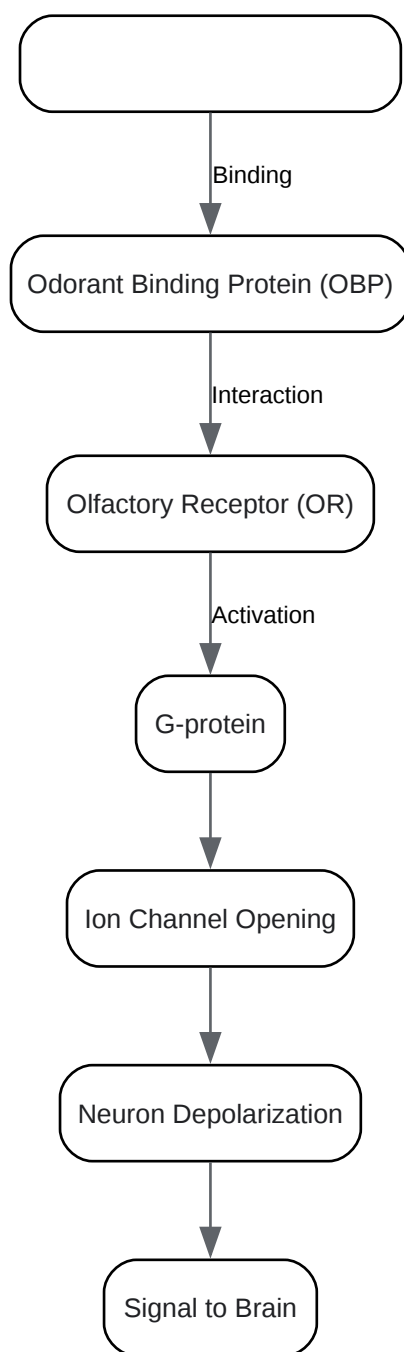 Binding
Odorant Binding Protein (OBP)
Interaction
Olfactory Receptor (OR)
Activation
G-protein
Ion Channel Opening
Neuron Depolarization
Signal to Brain